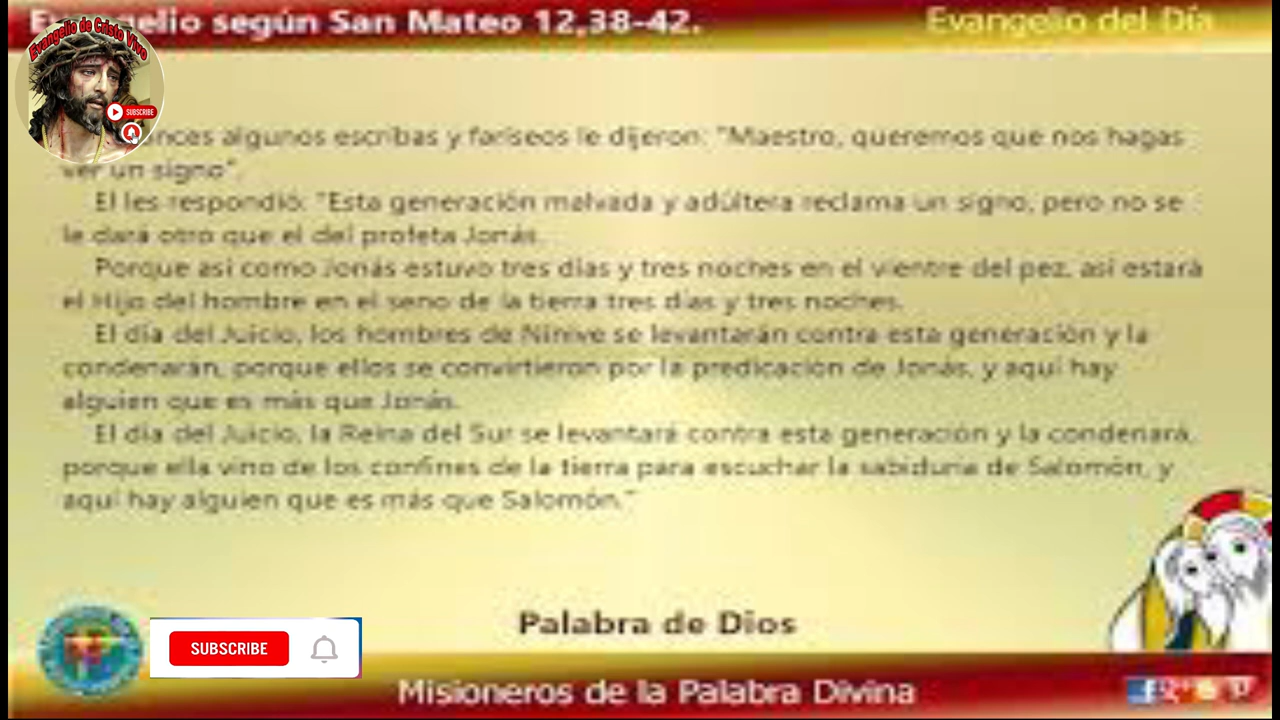 Evangelio según San Mateo 12,38-42.
Evangelio del Día
Evangelio de Cristo Vivo
SUBSCRIBE
algunos escribas y fariseos le dijeron: "Maestro, queremos que nos hagas
ver un signo".
El les respondió: "Esta generación malvada y adúltera reclama un signo, pero no se
le dará otro que el del profeta Jonás.
Porque así como Jonás estuvo tres días y tres noches en el vientre del pez, así estará
el Hijo del hombre en el seno de la tierra tres días y tres noches.
El día del Juicio, los hombres de Nínive se levantarán contra esta generación y la
condenarán, porque ellos se convirtieron por la predicación de Jonás, y aquí hay
alguien que es más que Jonás.
El día del Juicio, la Reina del Sur se levantará contra esta generación y la condenará,
porque ella vino de los confines de la tierra para escuchar la sabiduría de Salomón, y
aquí hay alguien que es más que Salomón."
Palabra de Dios
SUBSCRIBE
Misioneros de la Palabra Divina